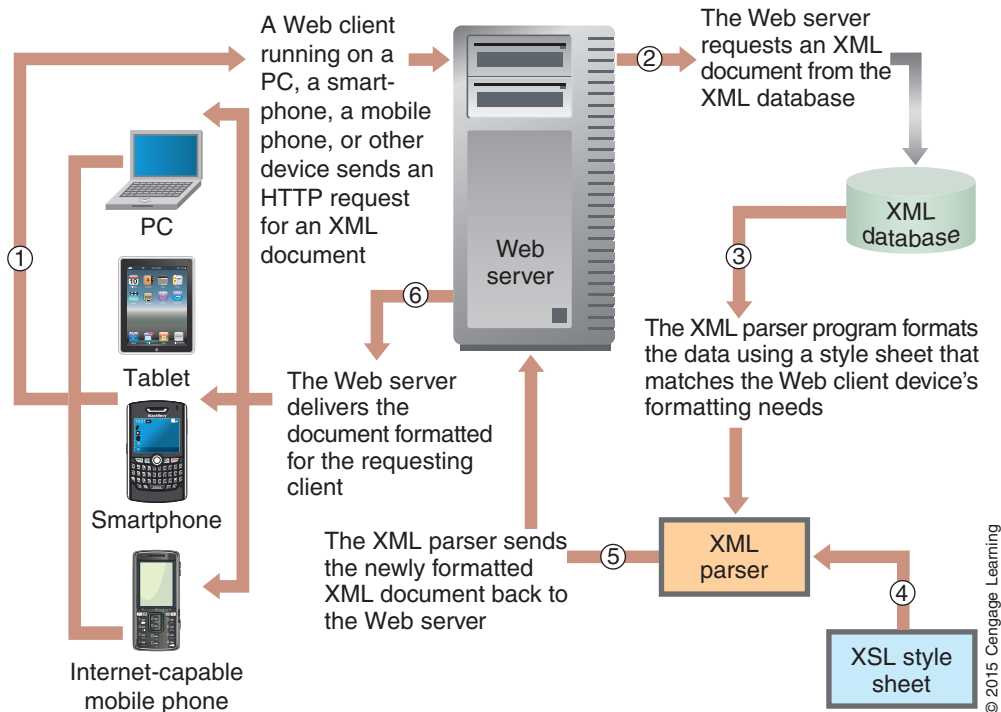 A Web client
running on a
PC, a smart-
phone, a mobile
phone, or other
device sends an
HTTP request
for an XML
document
②
The Web server
requests an XML
document from the
XML database
PC
①
Tablet
BlackBerry
Smartphone
Internet-capable
mobile phone
Web
server
XML
database
③
The XML parser program formats
the data using a style sheet that
matches the Web client device's
formatting needs
XML
parser
④
XSL style
sheet
⑤
The XML parser sends
the newly formatted
XML document back to
the Web server
⑥
The Web server
delivers the
document formatted
for the requesting
client
© 2015 Cengage Learning